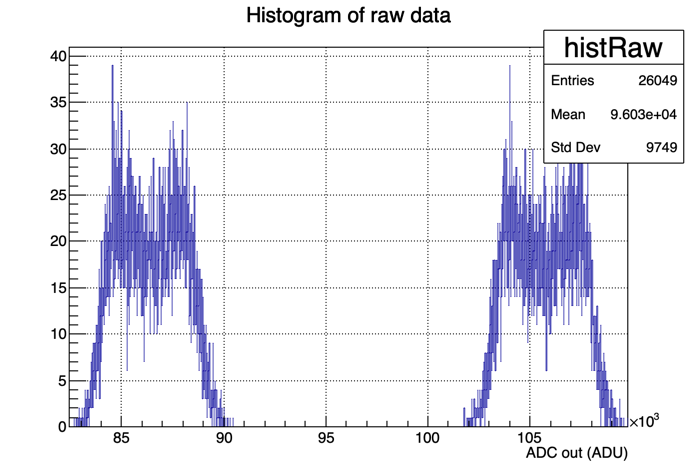 Histogram of raw data
histRaw
Entries 26049
Mean 9.603e+04
Std Dev 9749
40
35
30
25
20
15
10
5
0
85 90 95 100 105
×10³
ADC out (ADU)